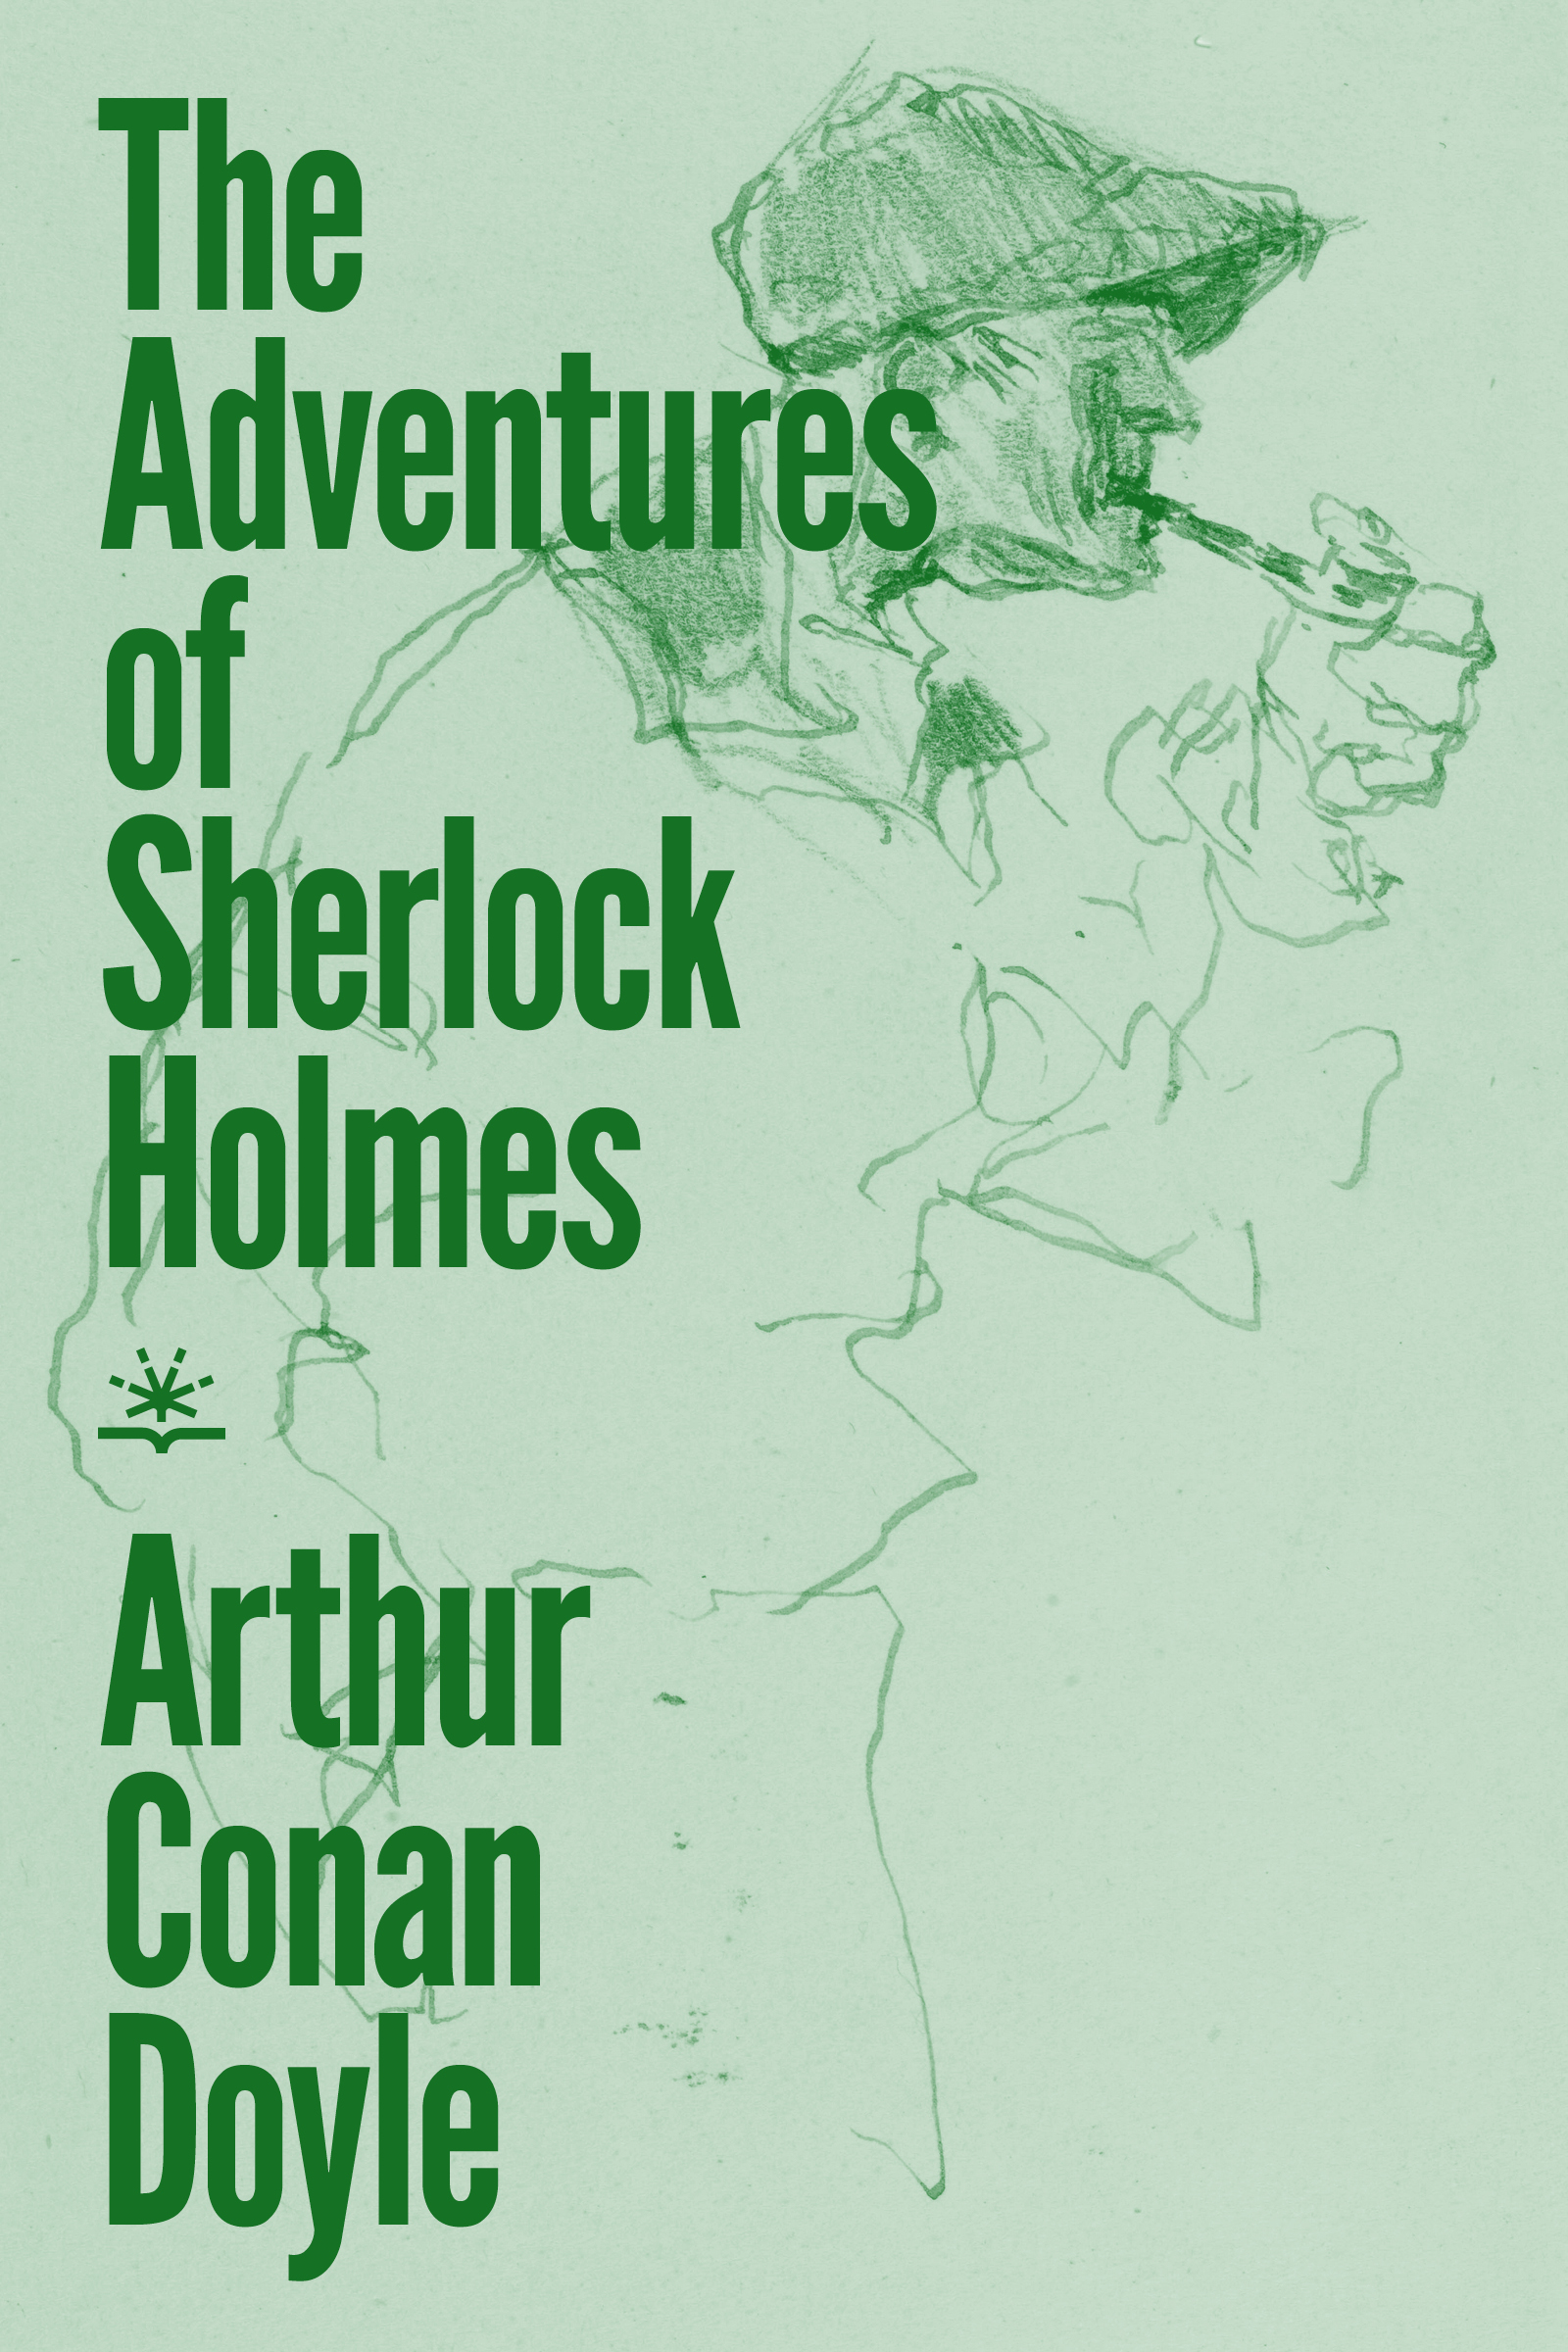 The
Adventures
of
Sherlock
Holmes
Arthur
Conan
Doyle